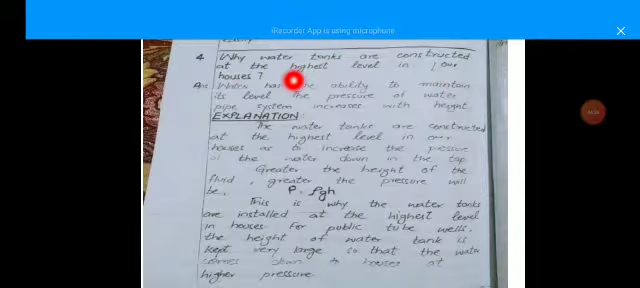 iRecorder App is using microphone
4 Why water tanks are constructed
at the highest level in our
houses ?
Ans Water has the ability to maintain
its level. The pressure of water
pipe system increases with height.
EXPLANATION:
The water tanks are constructed
at the highest level in our
houses as to increase the pressure
of the water down in the tap
Greater the height of the
fluid, greater the pressure will
be,
P = ρgh
This is why the water tanks
are installed at the highest level
in houses. For public tube wells,
the height of water tank is
kept very large so that the water
comes down to houses at
higher pressure.